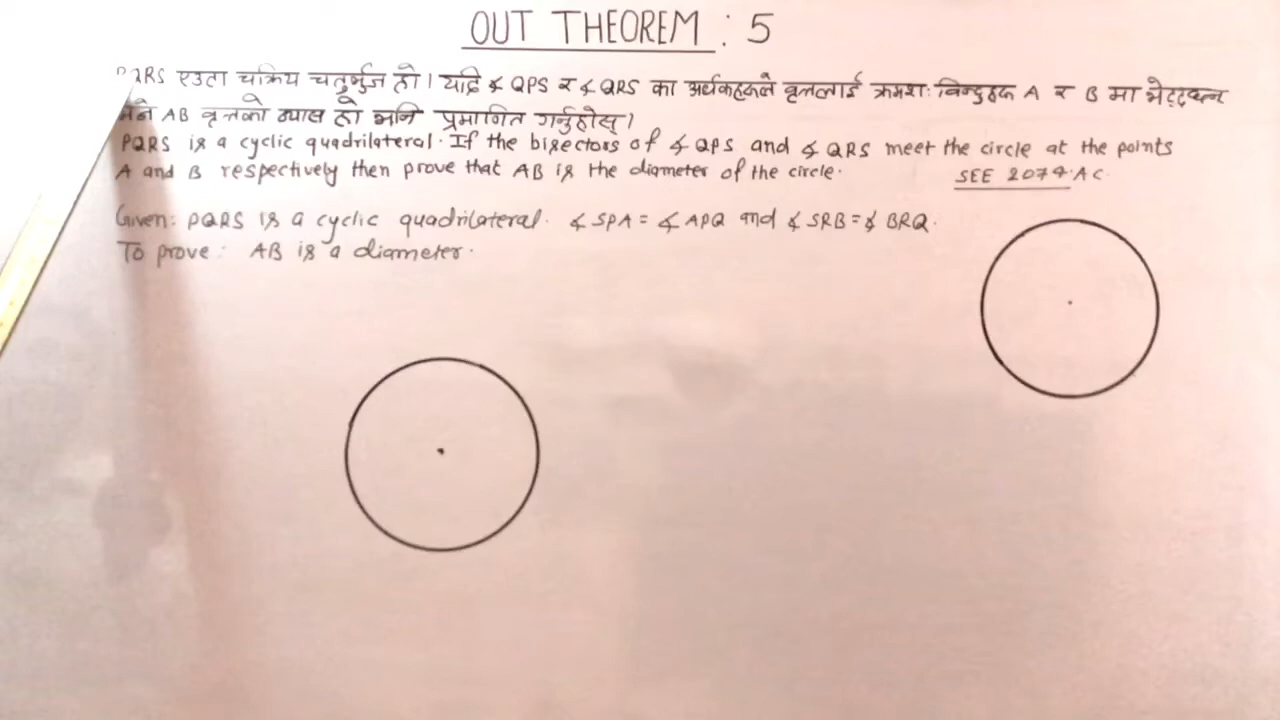 OUT THEOREM : 5
PQRS एउटा चक्रिय चतुर्भुज हो। यदि ∡ QPS र ∡ QRS का अर्धकहरूले वृत्तलाई क्रमशः विन्दुहरू A र B मा भेट्दछन्
भने AB वृत्तको व्यास हो भनि प्रमाणित गर्नुहोस्।
PQRS is a cyclic quadrilateral. If the bisectors of ∡ QPS and ∡ QRS meet the circle at the points
A and B respectively then prove that AB is the diameter of the circle.
SEE 2074 AC
Given: PQRS is a cyclic quadrilateral. ∡ SPA = ∡ APQ and ∡ SRB = ∡ BRQ.
To prove: AB is a diameter.